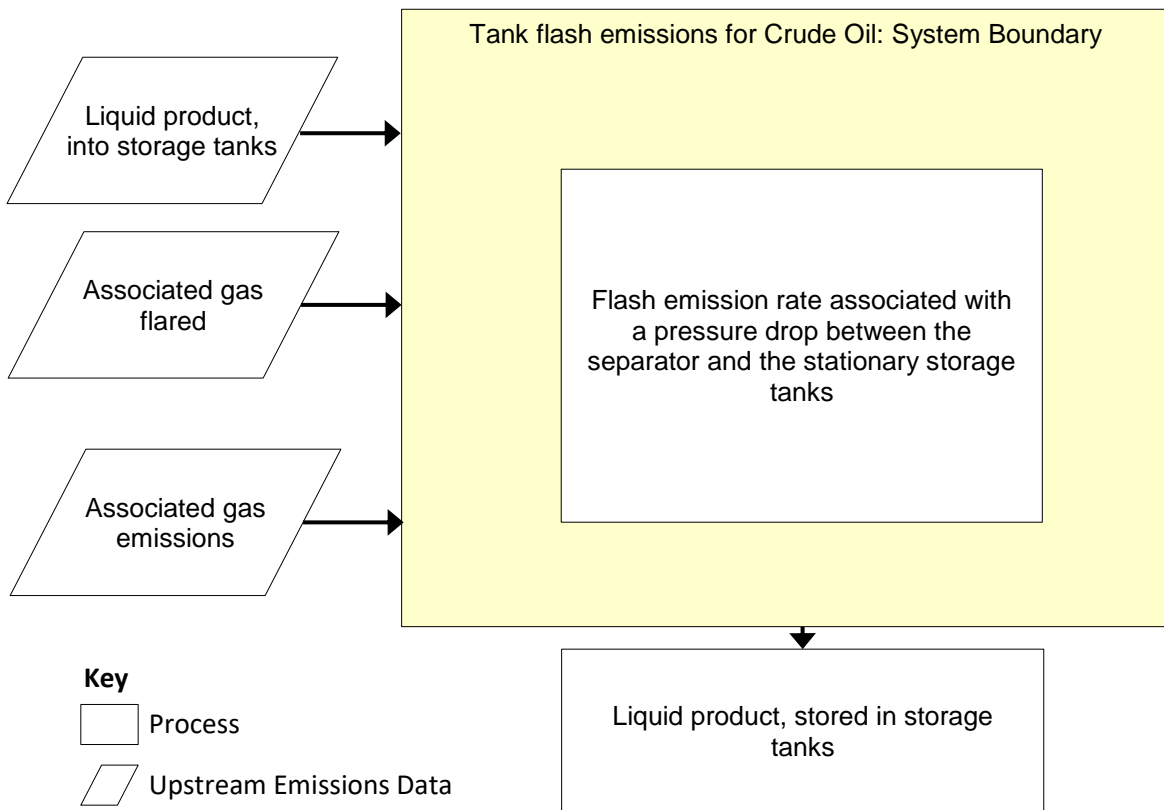 Tank flash emissions for Crude Oil: System Boundary
Liquid product,
into storage tanks
Associated gas
flared
Flash emission rate associated with
a pressure drop between the
separator and the stationary storage
tanks
Associated gas
emissions
Key
Process
Upstream Emissions Data
Liquid product, stored in storage
tanks